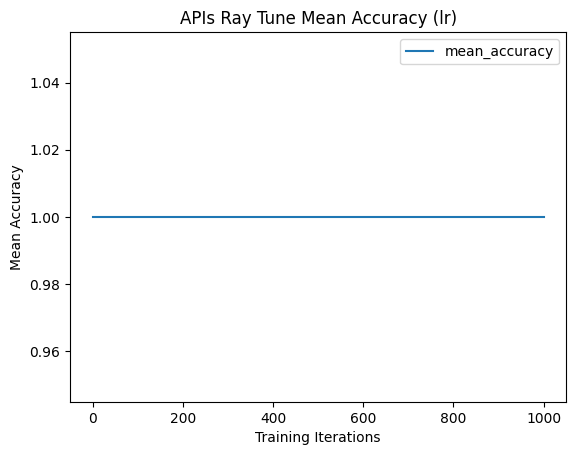 APIs Ray Tune Mean Accuracy (lr)
mean_accuracy
1.04
1.02
1.00
0.98
0.96
Mean Accuracy
0 200 400 600 800 1000
Training Iterations